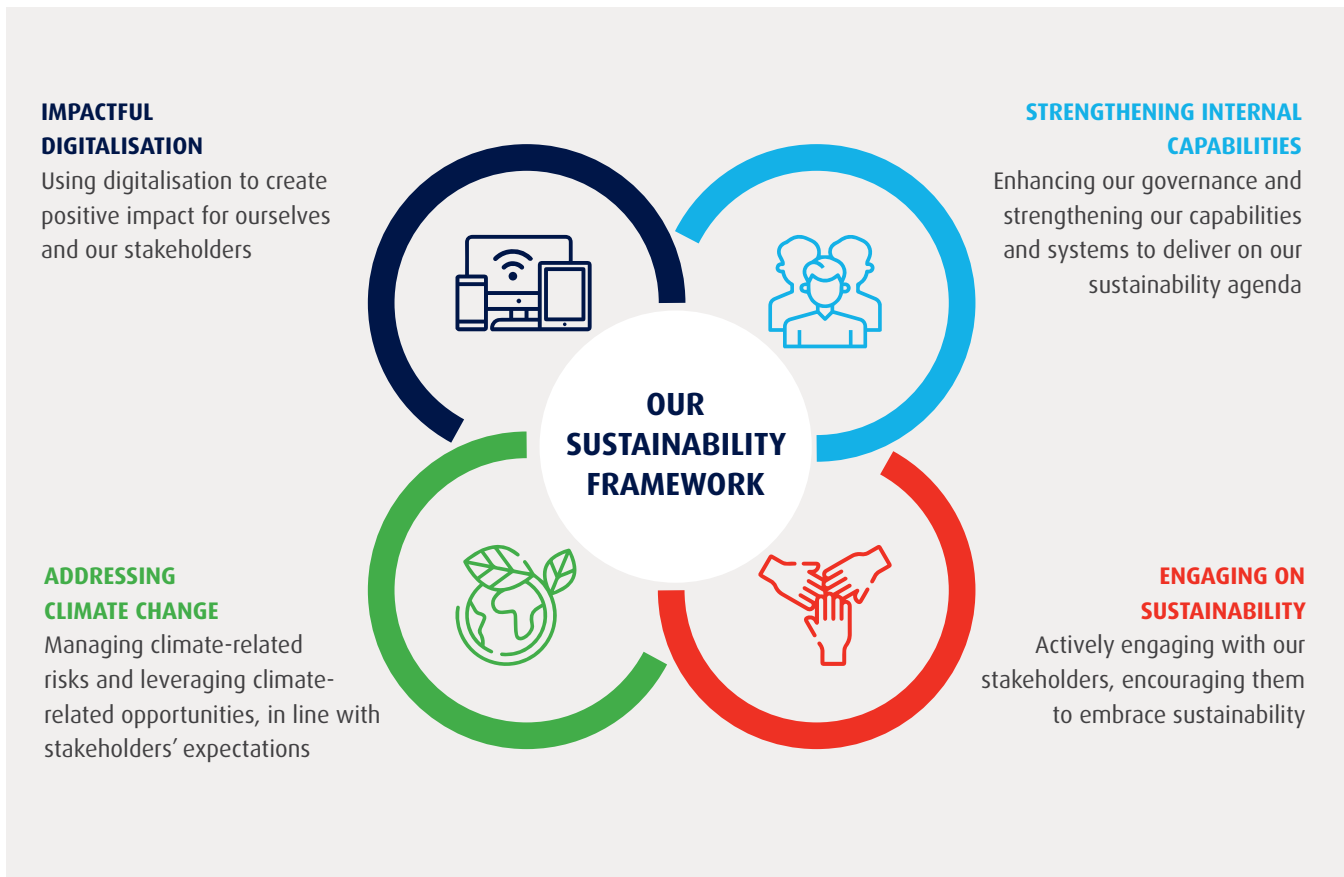 IMPACTFUL
DIGITALISATION
Using digitalisation to create
positive impact for ourselves
and our stakeholders
STRENGTHENING INTERNAL
CAPABILITIES
Enhancing our governance and
strengthening our capabilities
and systems to deliver on our
sustainability agenda
OUR
SUSTAINABILITY
FRAMEWORK
ADDRESSING
CLIMATE CHANGE
Managing climate-related
risks and leveraging climate-
related opportunities, in line with
stakeholders’ expectations
ENGAGING ON
SUSTAINABILITY
Actively engaging with our
stakeholders, encouraging them
to embrace sustainability